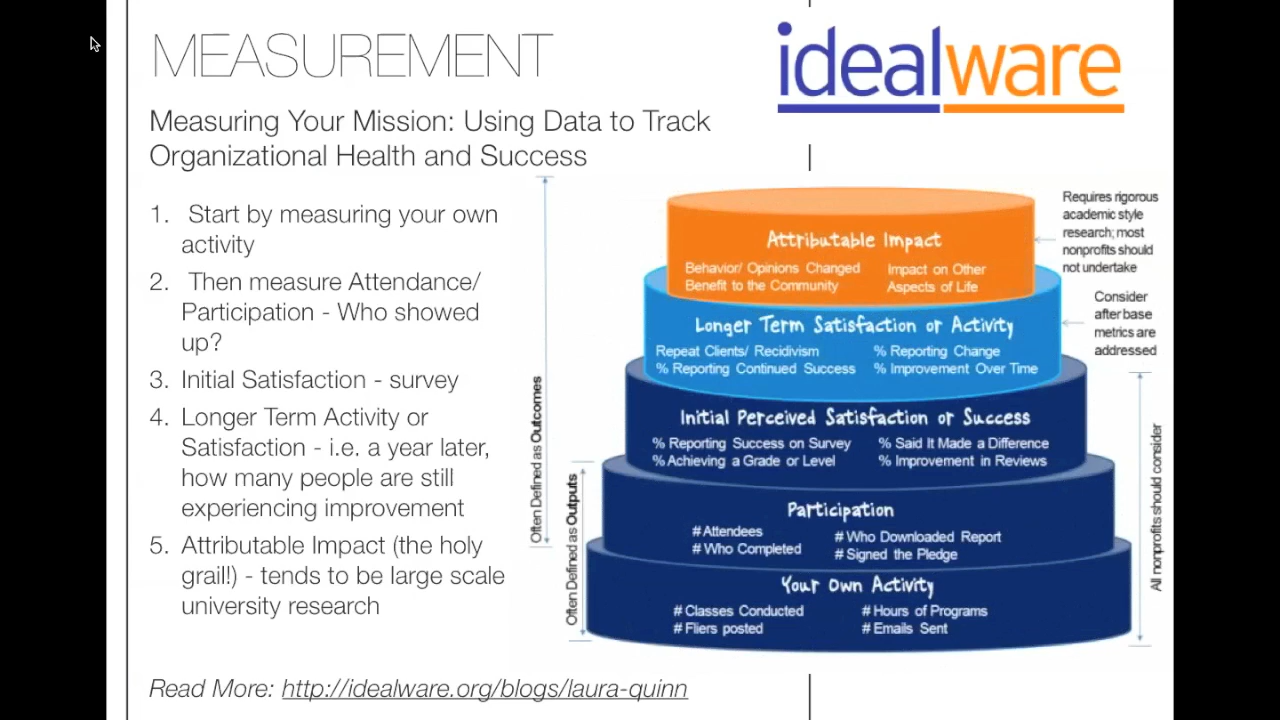 MEASUREMENT
idealware
Measuring Your Mission: Using Data to Track
Organizational Health and Success
1. Start by measuring your own
activity
2. Then measure Attendance/
Participation - Who showed
up?
3. Initial Satisfaction - survey
4. Longer Term Activity or
Satisfaction - i.e. a year later,
how many people are still
experiencing improvement
5. Attributable Impact (the holy
grail!) - tends to be large scale
university research
Often Defined as Outcomes
Often Defined as Outputs
Attributable Impact
Behavior/ Opinions Changed
Benefit to the Community
Impact on Other
Aspects of Life
Requires rigorous
academic style
research; most
nonprofits should
not undertake
Longer Term Satisfaction or Activity
Repeat Clients/ Recidivism
% Reporting Continued Success
% Reporting Change
% Improvement Over Time
Consider
after base
metrics are
addressed
Initial Perceived Satisfaction or Success
% Reporting Success on Survey
% Achieving a Grade or Level
% Said It Made a Difference
% Improvement in Reviews
Participation
# Attendees
# Who Completed
# Who Downloaded Report
# Signed the Pledge
Your Own Activity
# Classes Conducted
# Fliers posted
# Hours of Programs
# Emails Sent
All nonprofits should consider
Read More: http://idealware.org/blogs/laura-quinn